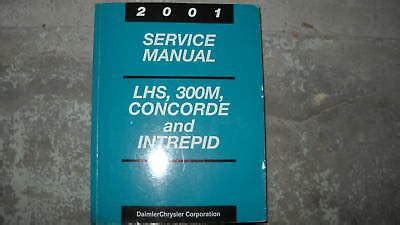 2001
SERVICE
MANUAL
LHS, 300M,
CONCORDE
and
INTREPID
DaimlerChrysler Corporation